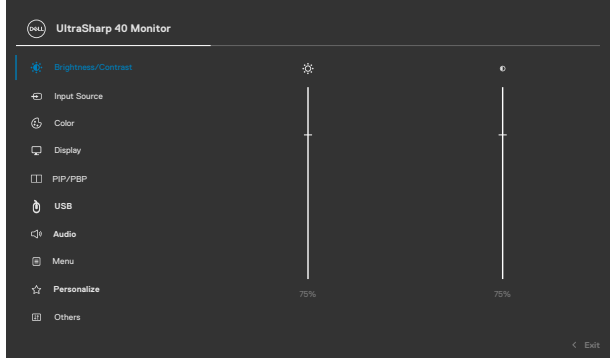 DELL UltraSharp 40 Monitor
Brightness/Contrast
Input Source
Color
Display
PIP/PBP
USB
Audio
Menu
Personalize
Others
75% 75%
< Exit